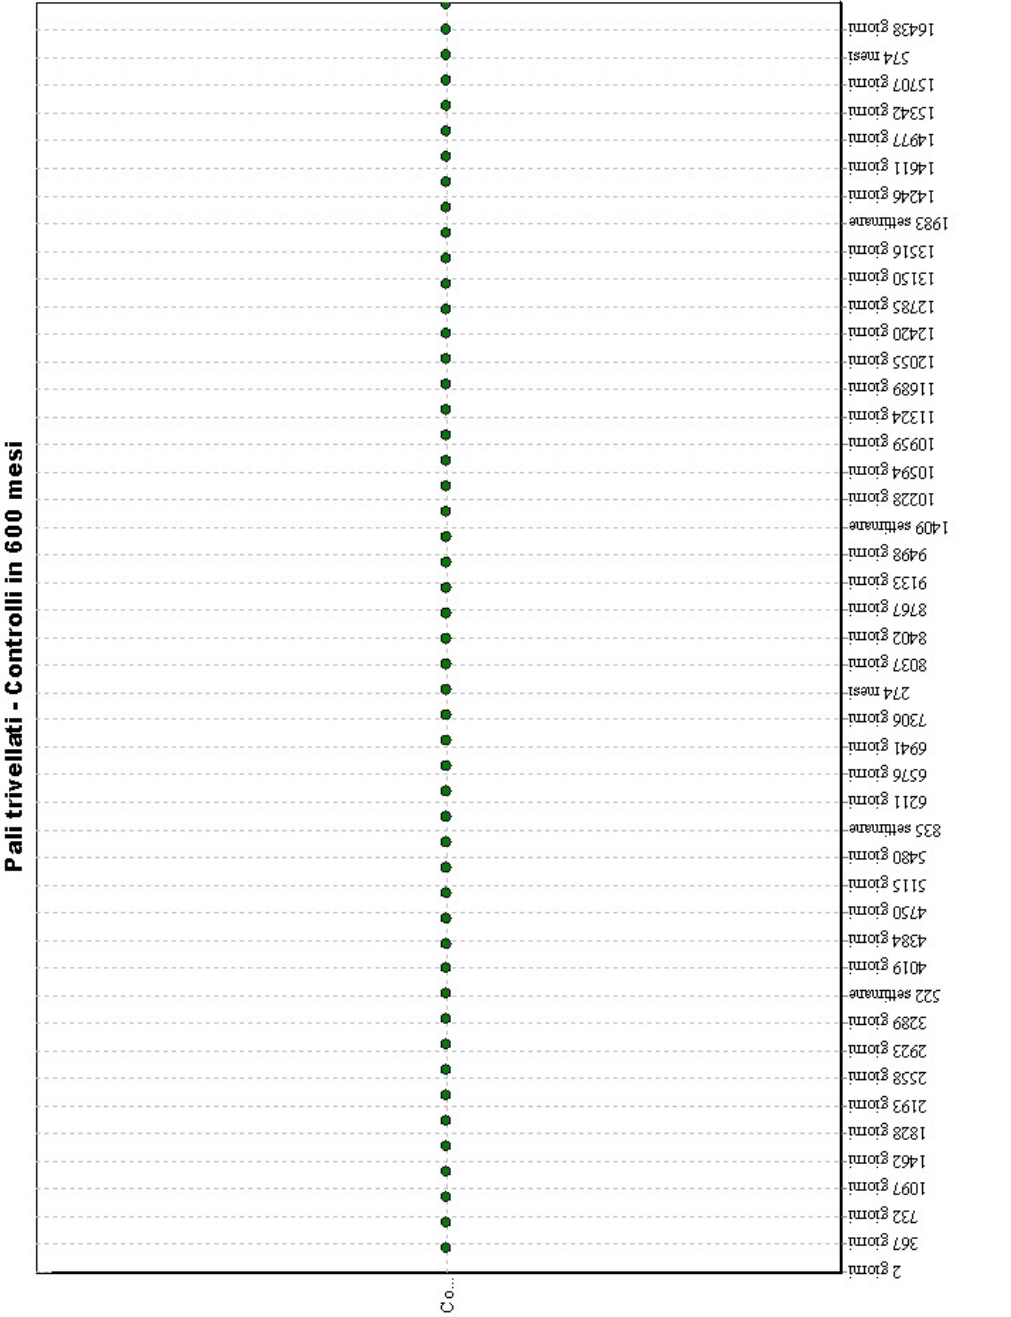 Pali trivellati - Controlli in 600 mesi
16438 giorni
574 mesi
15707 giorni
15342 giorni
14977 giorni
14611 giorni
14246 giorni
1983 settimane
13516 giorni
13150 giorni
12785 giorni
12420 giorni
12055 giorni
11689 giorni
11324 giorni
10959 giorni
10594 giorni
10228 giorni
1409 settimane
9498 giorni
9133 giorni
8767 giorni
8402 giorni
8037 giorni
274 mesi
7306 giorni
6941 giorni
6576 giorni
6211 giorni
835 settimane
5480 giorni
5115 giorni
4750 giorni
4384 giorni
4019 giorni
522 settimane
3289 giorni
2923 giorni
2558 giorni
2193 giorni
1828 giorni
1462 giorni
1097 giorni
732 giorni
367 giorni
2 giorni
Co...